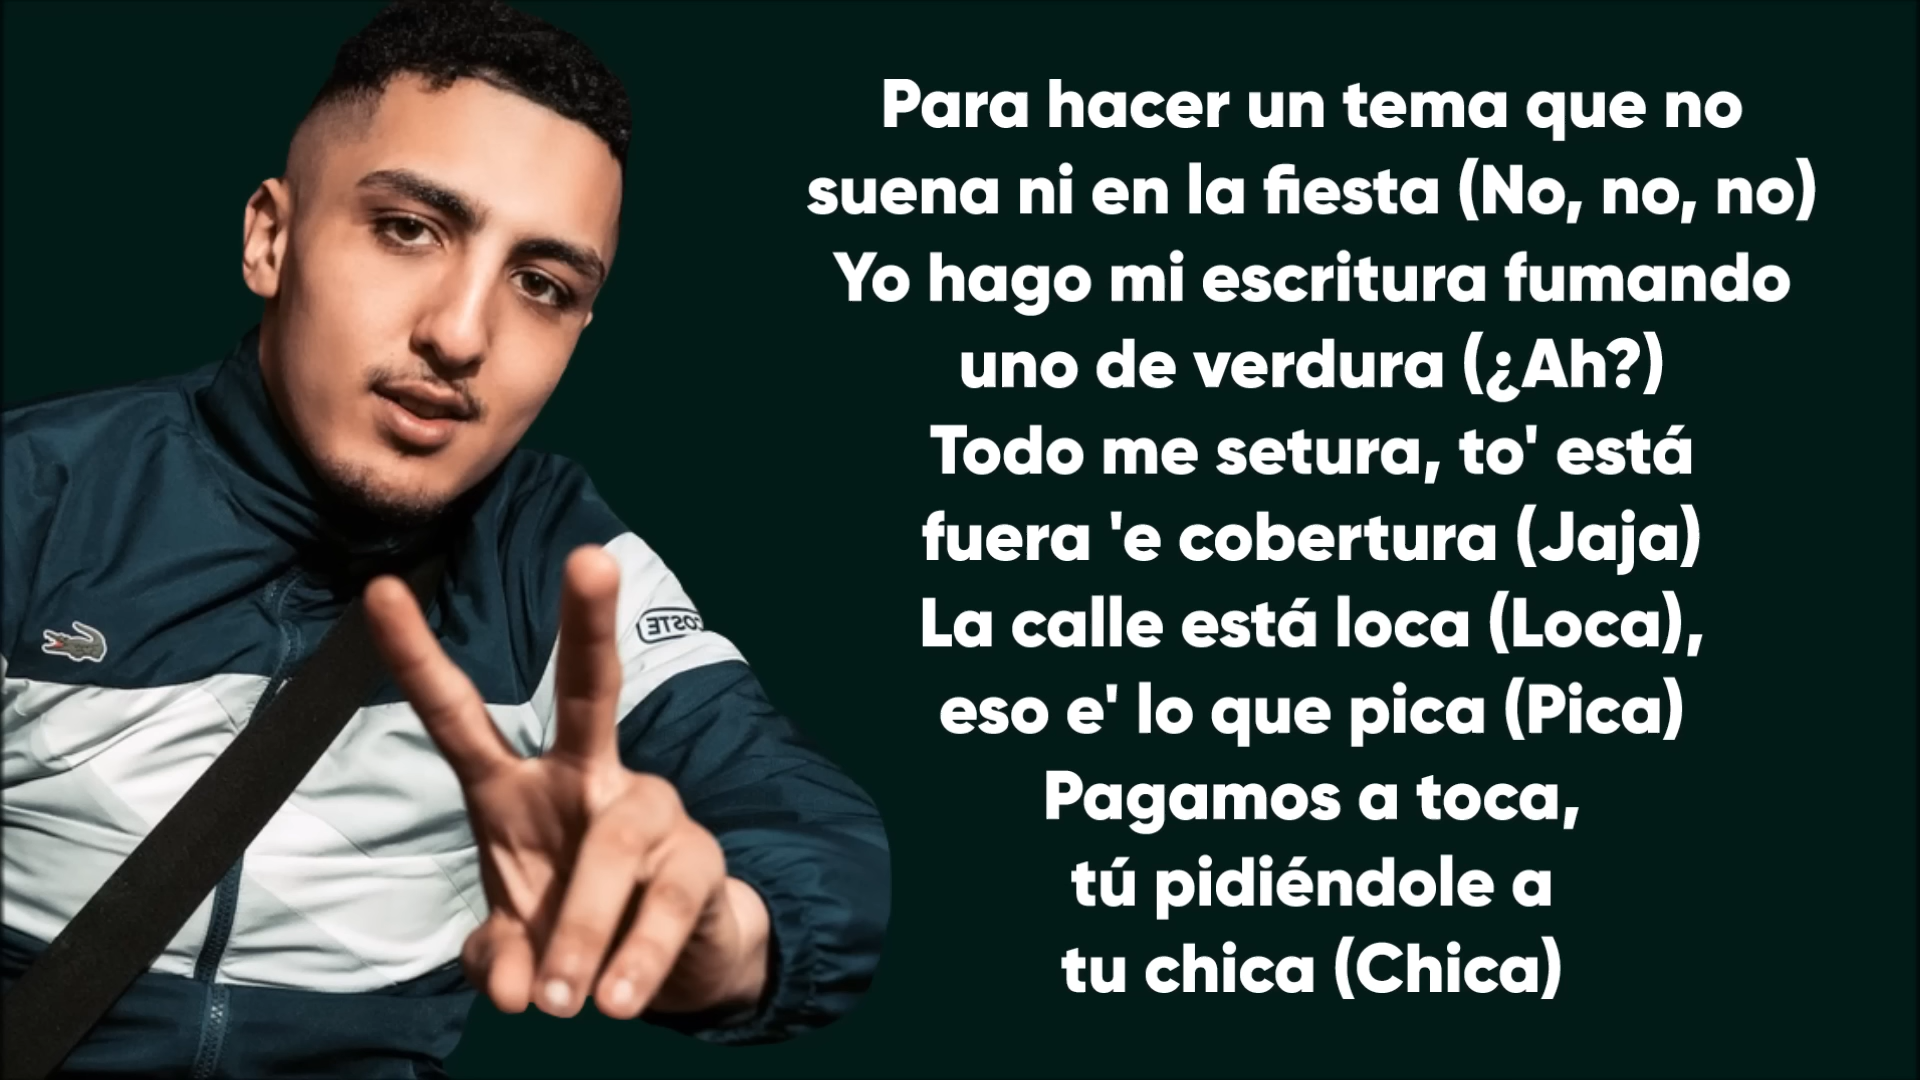 Para hacer un tema que no
suena ni en la fiesta (No, no, no)
Yo hago mi escritura fumando
uno de verdura (¿Ah?)
Todo me setura, to' está
fuera 'e cobertura (Jaja)
La calle está loca (Loca),
eso e' lo que pica (Pica)
Pagamos a toca,
tú pidiéndole a
tu chica (Chica)